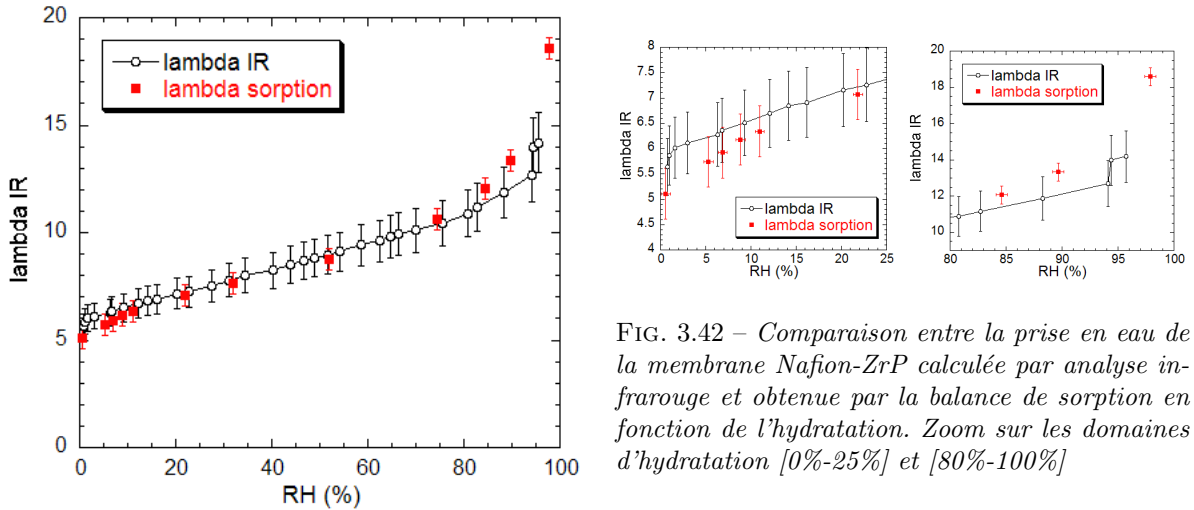 20
15
10
5
0
lambda IR
lambda IR
lambda sorption
0 20 40 60 80 100
RH (%)
8
7.5
7
6.5
6
5.5
5
4.5
4
lambda IR
lambda IR
lambda sorption
0 5 10 15 20 25
RH (%)
20
18
16
14
12
10
lambda IR
lambda IR
lambda sorption
80 85 90 95 100
RH (%)
FIG. 3.42 – Comparaison entre la prise en eau de
la membrane Nafion-ZrP calculée par analyse in-
frarouge et obtenue par la balance de sorption en
fonction de l'hydratation. Zoom sur les domaines
d'hydratation [0%-25%] et [80%-100%]